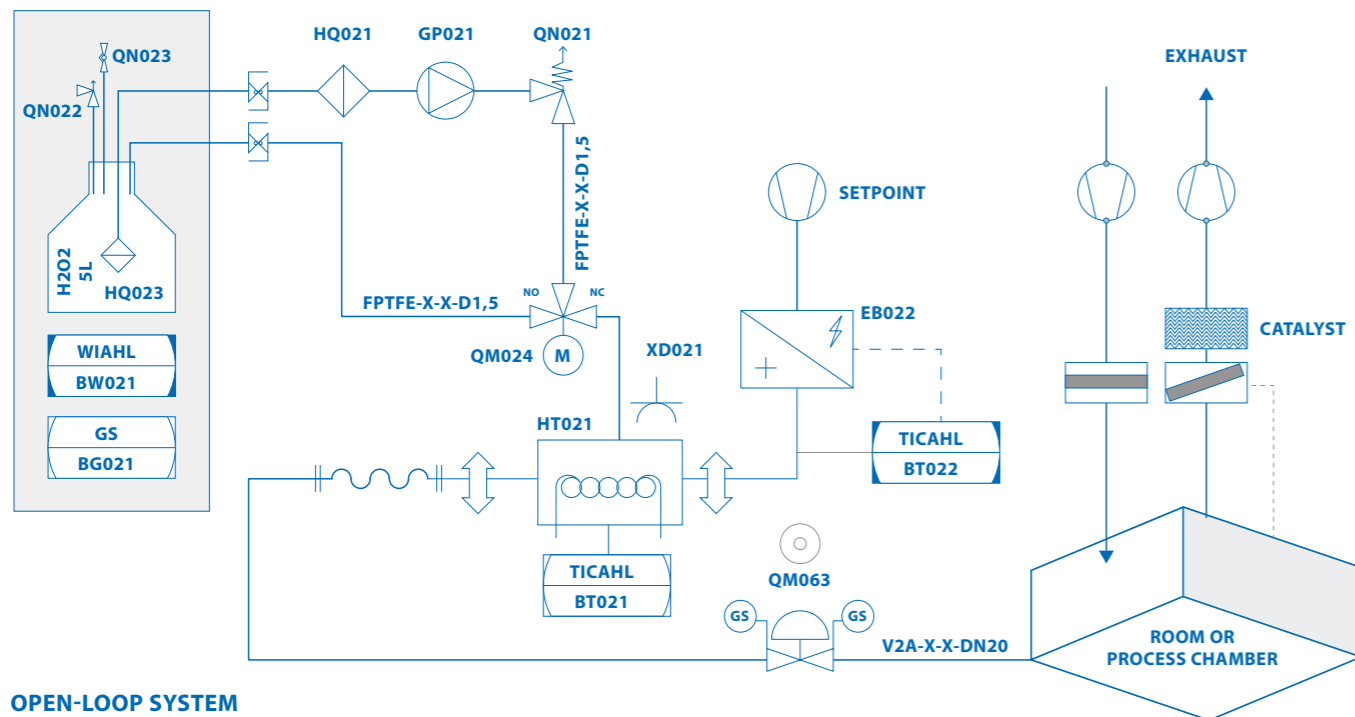 HQ021
GP021
QN021
QN023
EXHAUST
QN022
SETPOINT
FPTFE-X-X-D1,5
H2O2
5L
HQ023
FPTFE-X-X-D1,5
NO
NC
EB022
CATALYST
WIAHL
BW021
QM024
M
XD021
GS
BG021
HT021
TICAHL
BT022
TICAHL
BT021
QM063
GS
GS
V2A-X-X-DN20
ROOM OR
PROCESS CHAMBER
OPEN-LOOP SYSTEM